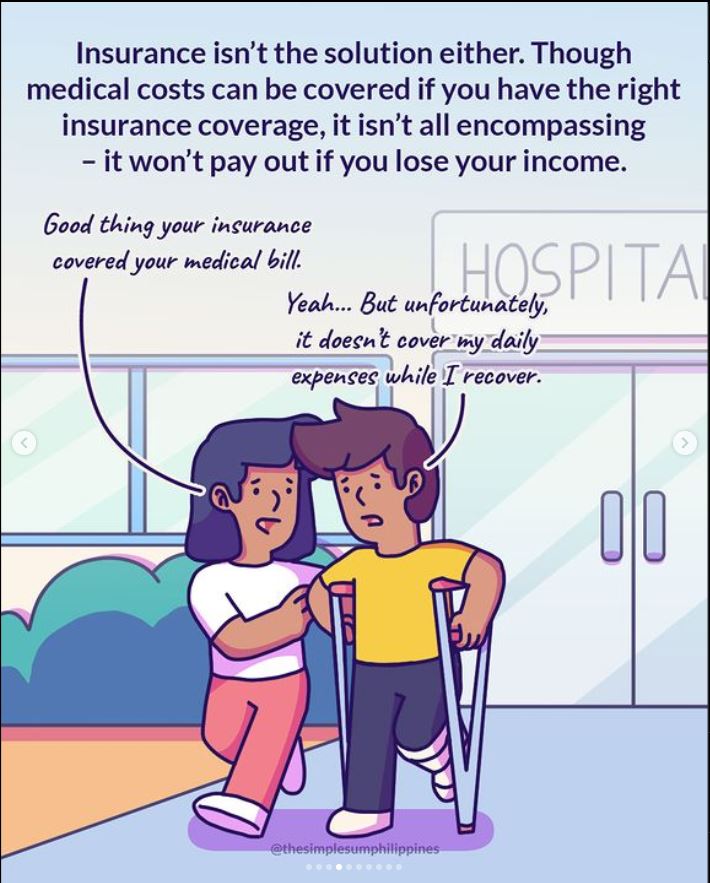 Insurance isn't the solution either. Though
medical costs can be covered if you have the right
insurance coverage, it isn't all encompassing
– it won't pay out if you lose your income.
Good thing your insurance
covered your medical bill.
HOSPITAL
Yeah... But unfortunately,
it doesn't cover my daily
expenses while I recover.
@thesimplesumphilippines